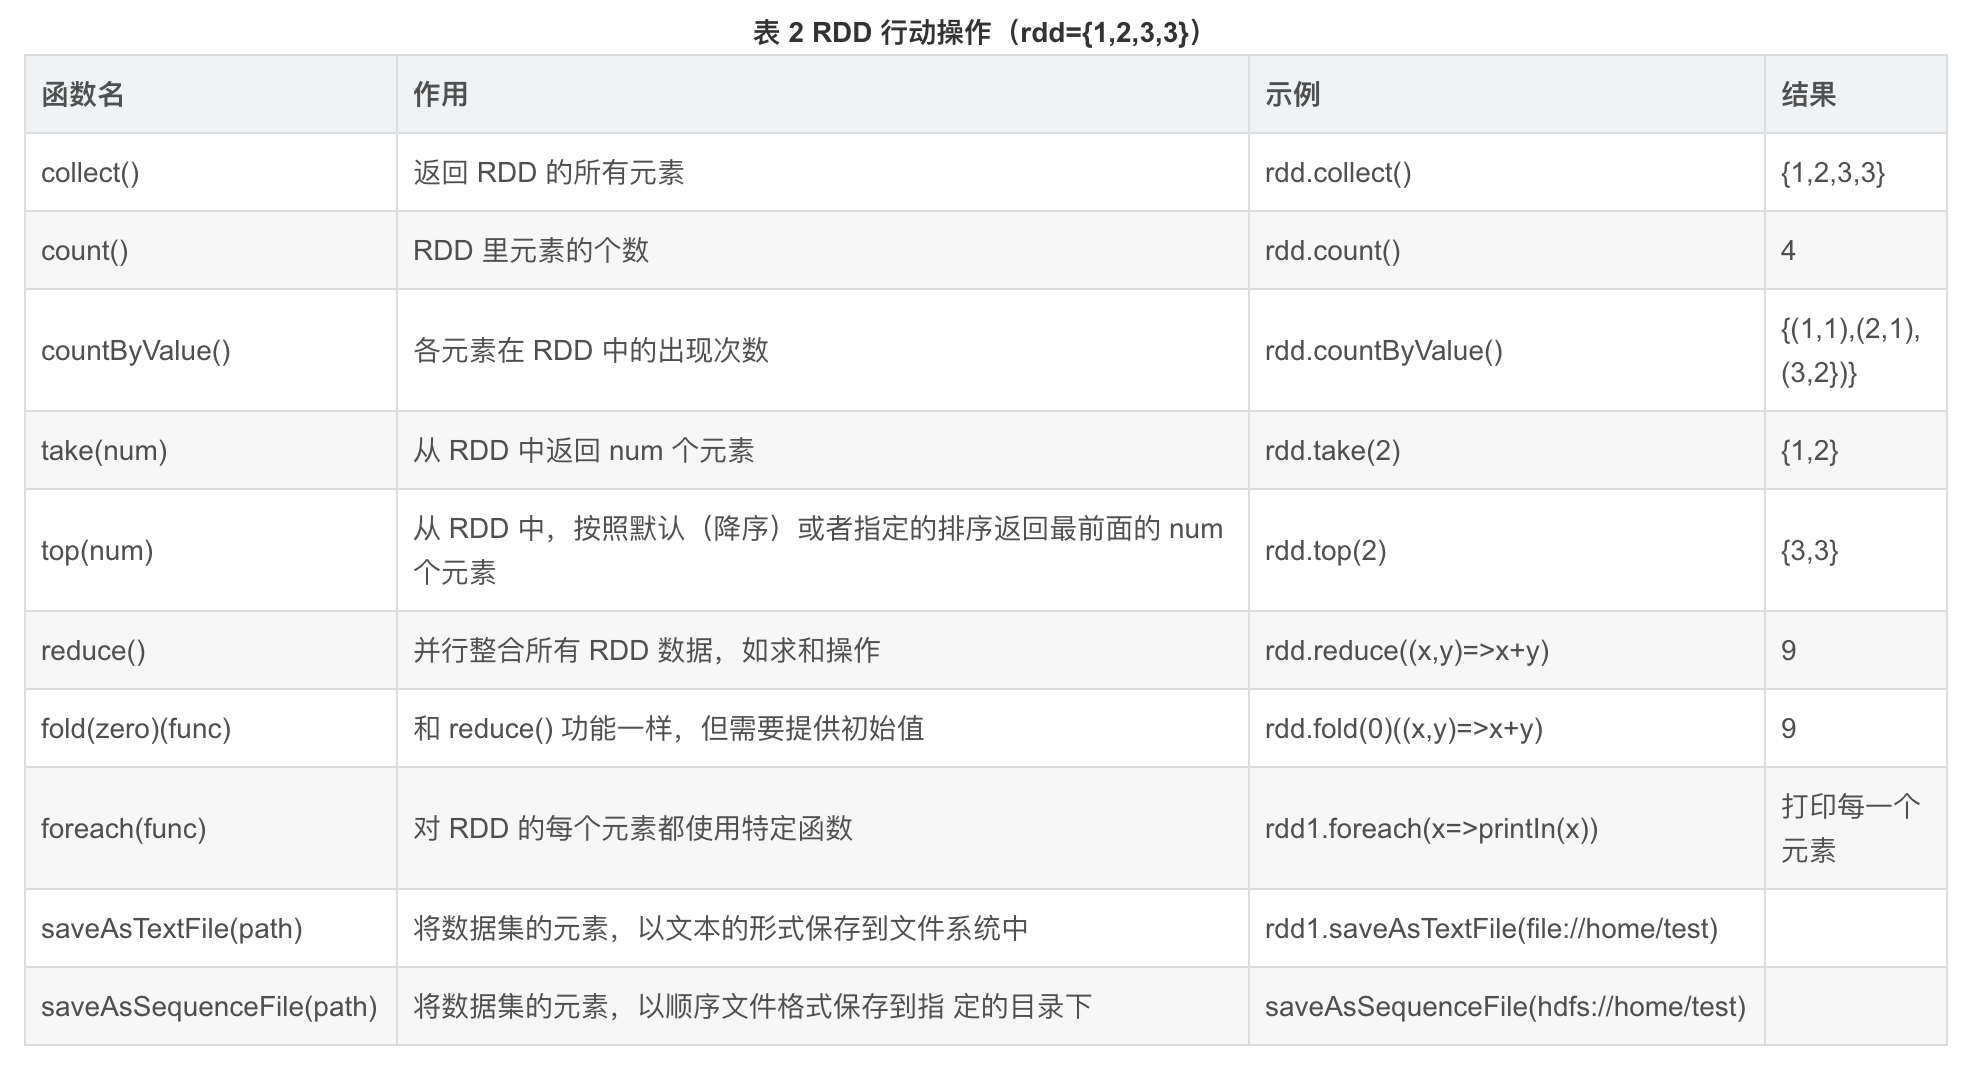 表 2 RDD 行动操作（rdd={1,2,3,3}）
函数名 作用 示例 结果
collect() 返回 RDD 的所有元素 rdd.collect() {1,2,3,3}
count() RDD 里元素的个数 rdd.count() 4
countByValue() 各元素在 RDD 中的出现次数 rdd.countByValue() {(1,1),(2,1),
(3,2})}
take(num) 从 RDD 中返回 num 个元素 rdd.take(2) {1,2}
top(num) 从 RDD 中，按照默认（降序）或者指定的排序返回最前面的 num
个元素 rdd.top(2) {3,3}
reduce() 并行整合所有 RDD 数据，如求和操作 rdd.reduce((x,y)=>x+y) 9
fold(zero)(func) 和 reduce() 功能一样，但需要提供初始值 rdd.fold(0)((x,y)=>x+y) 9
foreach(func) 对 RDD 的每个元素都使用特定函数 rdd1.foreach(x=>printIn(x)) 打印每一个
元素
saveAsTextFile(path) 将数据集的元素，以文本的形式保存到文件系统中 rdd1.saveAsTextFile(file://home/test)
saveAsSequenceFile(path) 将数据集的元素，以顺序文件格式保存到指 定的目录下 saveAsSequenceFile(hdfs://home/test)